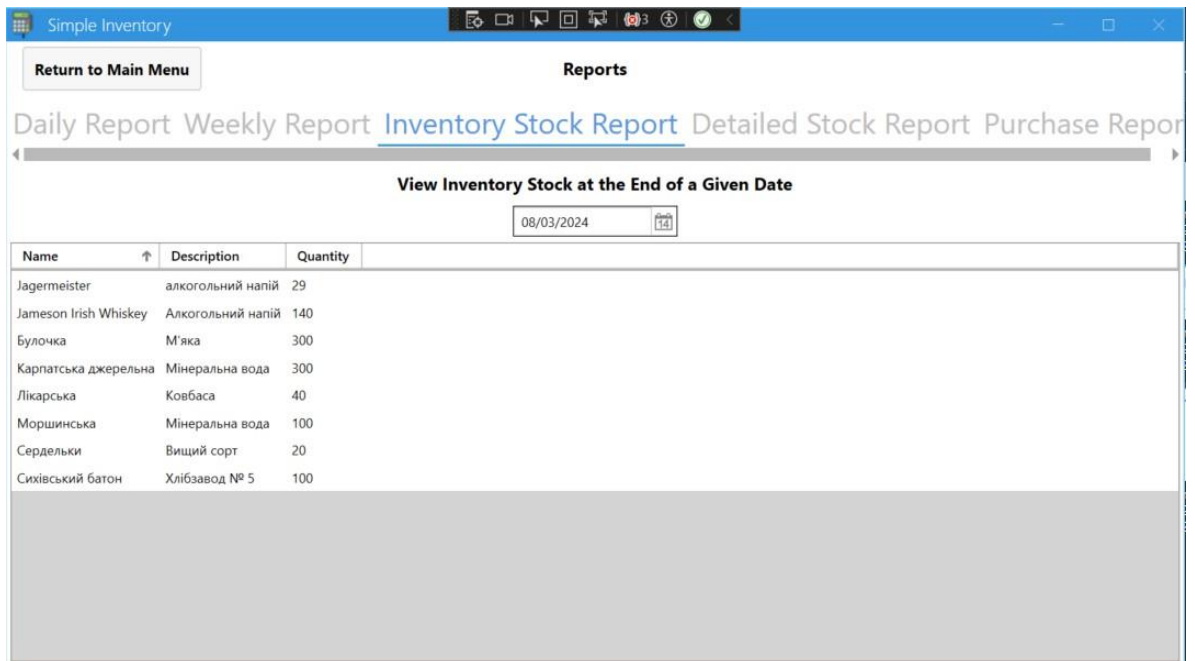 Simple Inventory 3
Return to Main Menu Reports
Daily Report Weekly Report Inventory Stock Report Detailed Stock Report Purchase Repor
View Inventory Stock at the End of a Given Date
08/03/2024 14
Name Description Quantity
Jagermeister алкогольний напій 29
Jameson Irish Whiskey Алкогольний напій 140
Булочка М'яка 300
Карпатська джерельна Мінеральна вода 300
Лікарська Ковбаса 40
Моршинська Мінеральна вода 100
Сердельки Вищий сорт 20
Сихівський батон Хлібзавод № 5 100